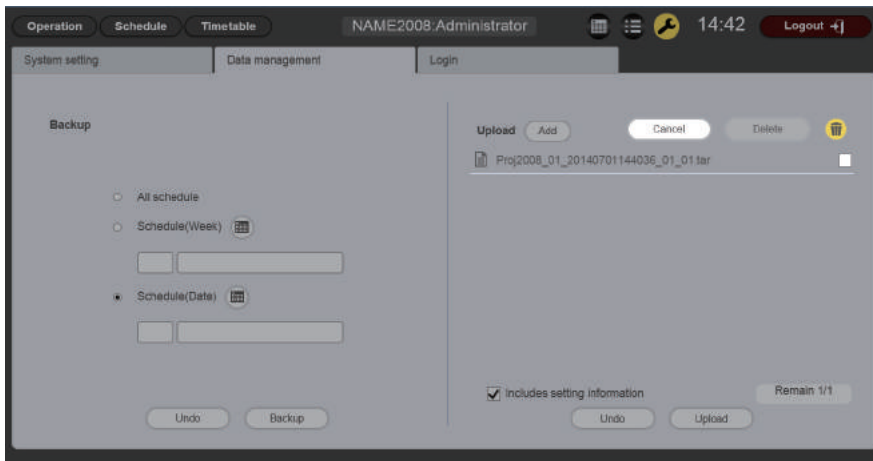 Operation Schedule Timetable NAME2008:Administrator 14:42 Logout
System setting Data management Login
Backup
All schedule
Schedule(Week)
Schedule(Date)
Undo Backup
Upload Add Cancel Delete
Proj2008_01_20140701144036_01_01.tar
Includes setting information
Remain 1/1
Undo Upload